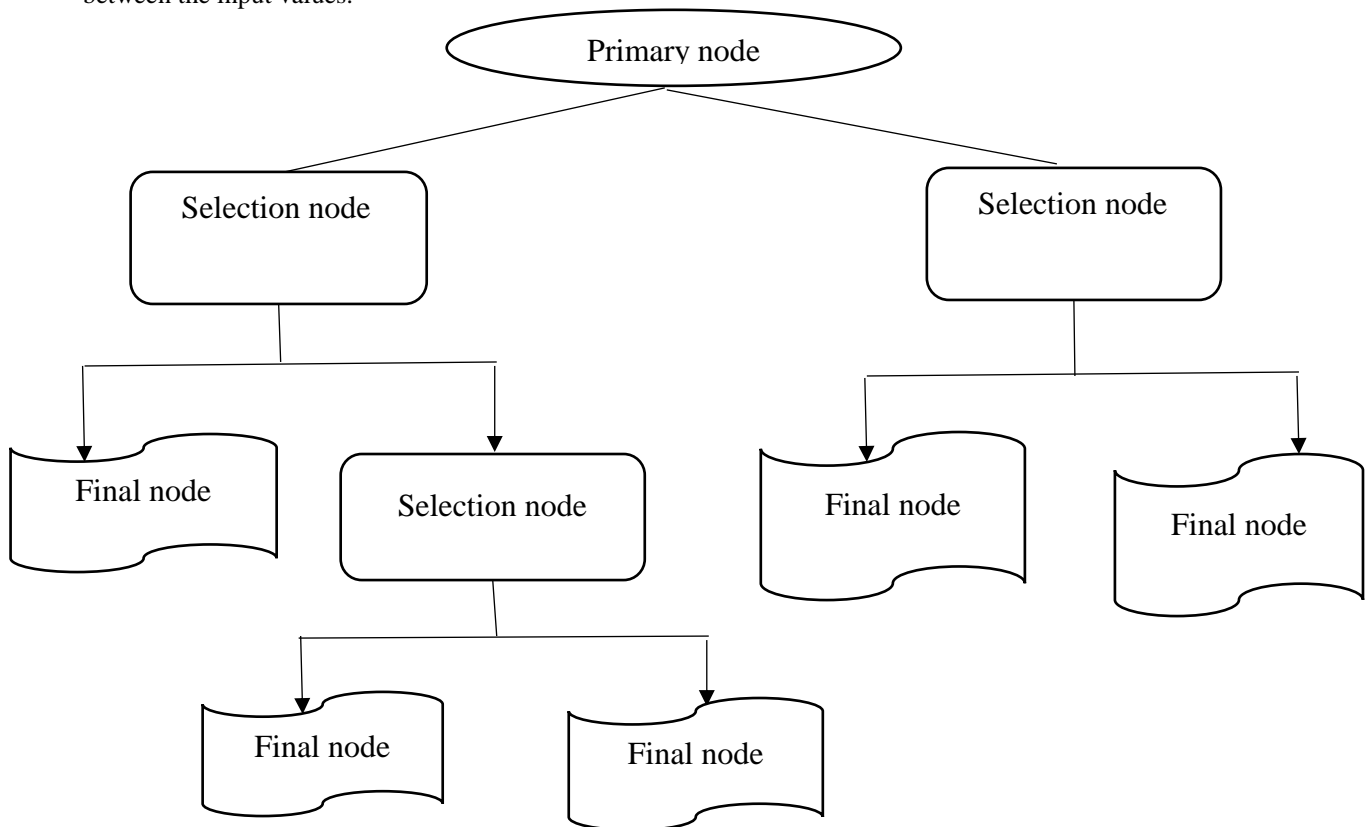 between the input values.
Primary node
Selection node
Selection node
Final node
Selection node
Final node
Final node
Final node
Final node